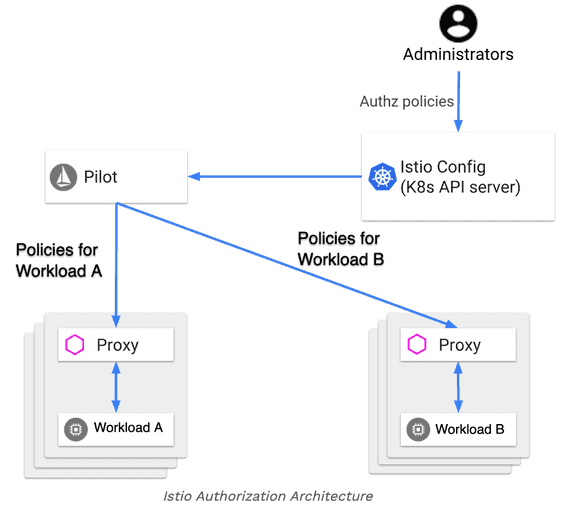 Administrators
Authz policies
Istio Config
(K8s API server)
Pilot
Policies for
Workload A
Policies for
Workload B
Proxy
Workload A
Proxy
Workload B
Istio Authorization Architecture